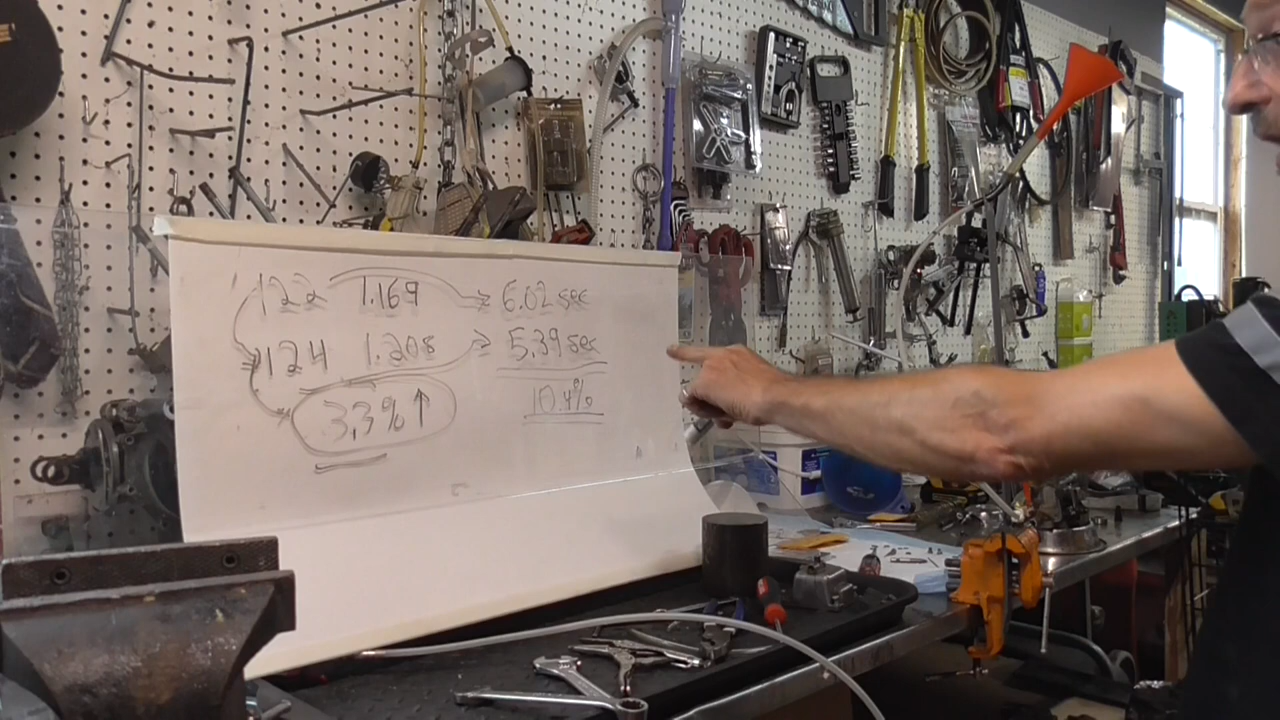 122 1.169 ⇒ 6.02 sec
124 1.208 ⇒ 5.39 sec
3.3% ↑ 10.4%